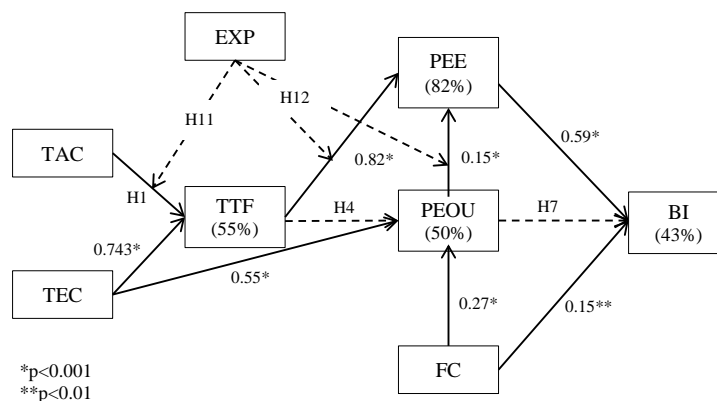 EXP
PEE
(82%)
H11
H12
TAC
0.82*
0.15*
0.59*
H1
TTF
(55%)
H4
PEOU
(50%)
H7
BI
(43%)
0.743*
TEC
0.55*
0.27*
0.15**
FC
*p<0.001
**p<0.01